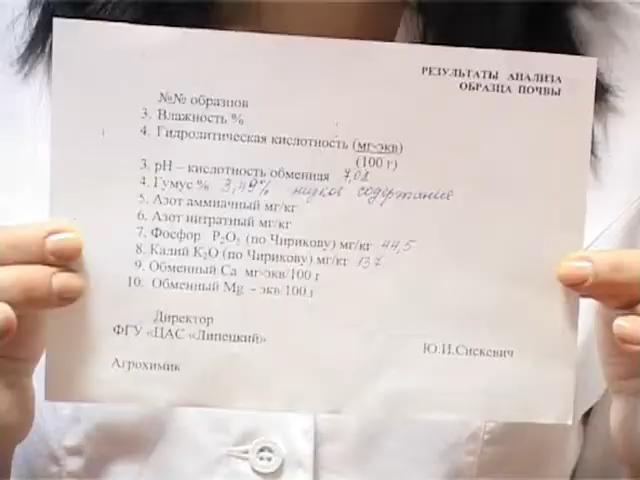 РЕЗУЛЬТАТЫ АНАЛИЗА
ОБРАЗЦА ПОЧВЫ
№№ образцов
3. Влажность %
4. Гидролитическая кислотность (мг-экв)
(100 г)
3. рН – кислотность обменная 7,01
4. Гумус % 3,49% низкое содержание
5. Азот аммиачный мг/кг
6. Азот нитратный мг/кг
7. Фосфор P₂O₂ (по Чирикову) мг/кг 44,5
8. Калий K₂O (по Чирикову) мг/кг 137
9. Обменный Ca мг-экв/100 г
10. Обменный Mg - экв/100 г
Директор
ФГУ «ЦАС «Липецкий» Ю.И.Сискевич
Агрохимик